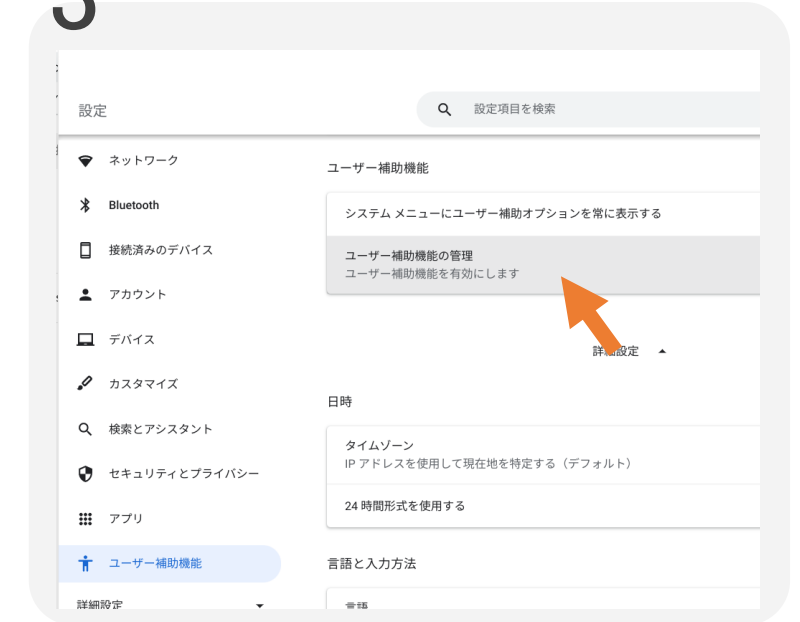 設定
設定項目を検索
ネットワーク
Bluetooth
接続済みのデバイス
アカウント
デバイス
カスタマイズ
検索とアシスタント
セキュリティとプライバシー
アプリ
ユーザー補助機能
詳細設定
ユーザー補助機能
システム メニューにユーザー補助オプションを常に表示する
ユーザー補助機能の管理
ユーザー補助機能を有効にします
詳細設定
日時
タイムゾーン
IP アドレスを使用して現在地を特定する（デフォルト）
24 時間形式を使用する
言語と入力方法
言語